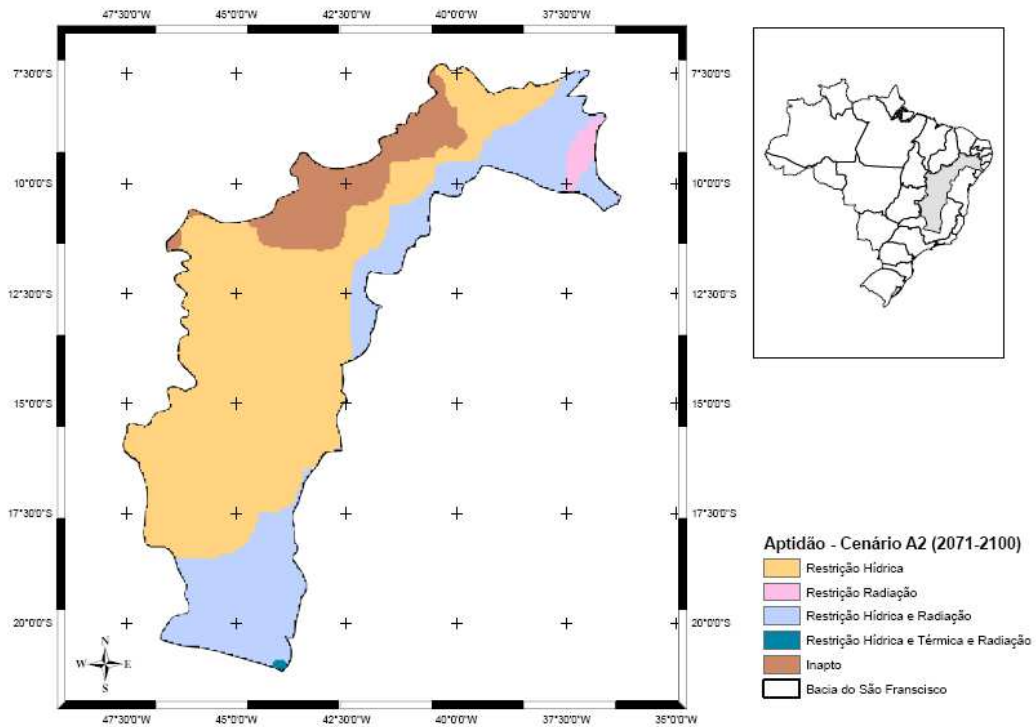 45°0'0"W 42°30'0"W 40°0'0"W 37°30'0"W
7°30'0"S 7°30'0"S
10°0'0"S 10°0'0"S
12°30'0"S 12°30'0"S
15°0'0"S 15°0'0"S
17°30'0"S 17°30'0"S
20°0'0"S 20°0'0"S
N
W E
S
47°30'0"W 45°0'0"W 42°30'0"W 40°0'0"W 37°30'0"W 35°0'0"W
Aptidão - Cenário A2 (2071-2100)
Restrição Hídrica
Restrição Radiação
Restrição Hídrica e Radiação
Restrição Hídrica e Térmica e Radiação
Inapto
Bacia do São Franscisco